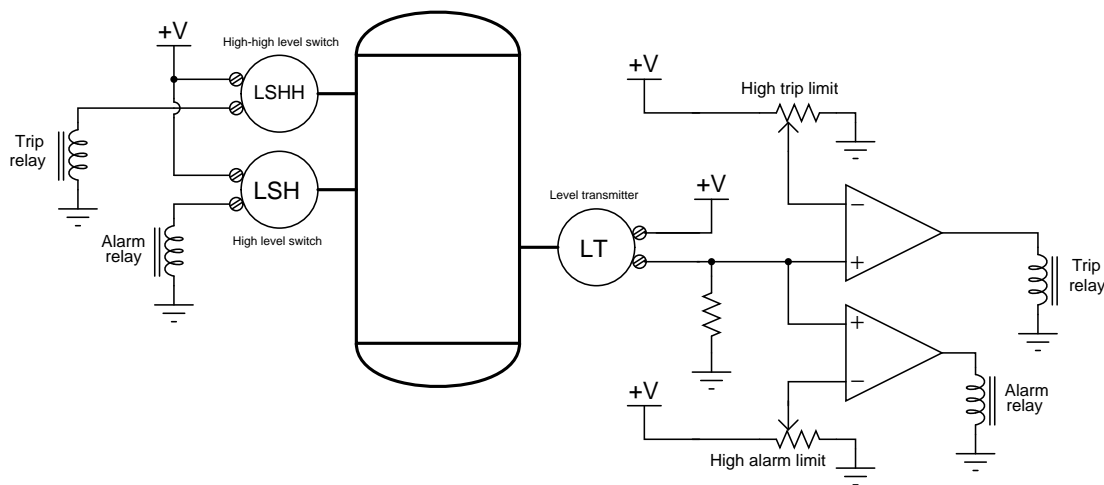 +V
High-high level switch
LSHH
Trip
relay
LSH
High level switch
Alarm
relay
Level transmitter
LT
+V
+V
High trip limit
−
+
Trip
relay
+
−
Alarm
relay
+V
High alarm limit